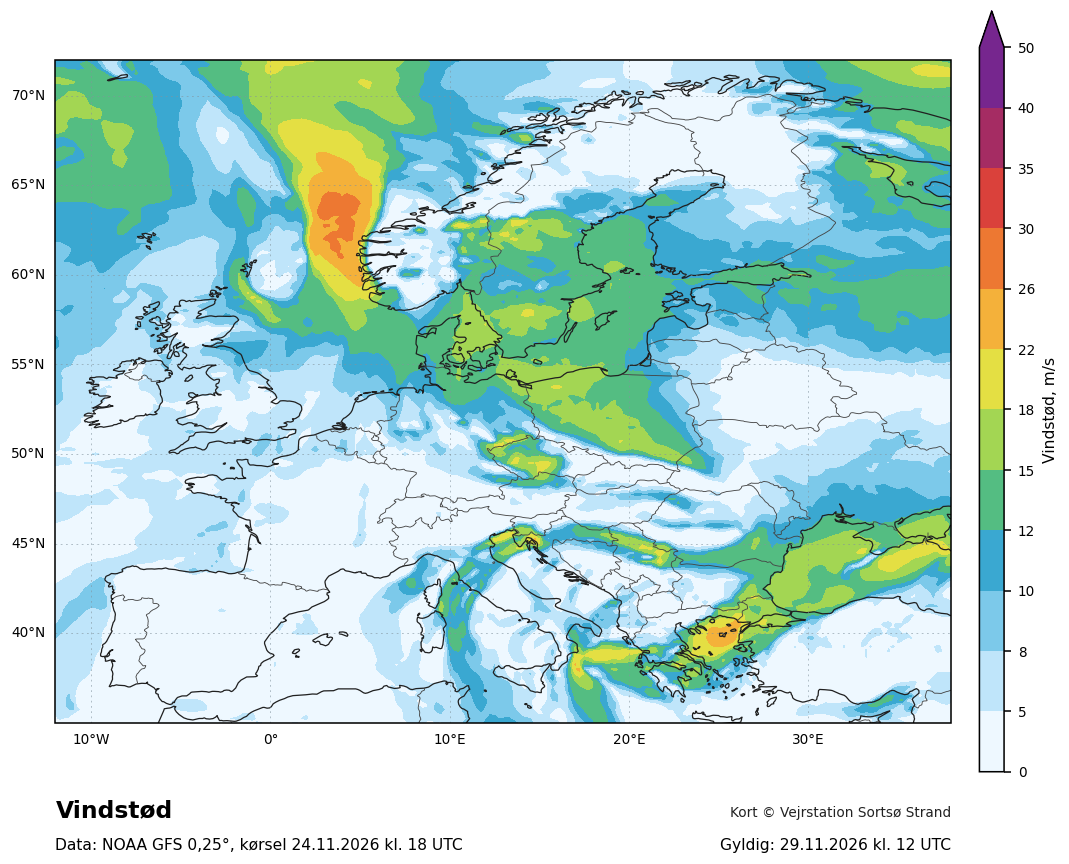 50
40
35
30
26
22
18
15
12
10
8
5
0
Vindstød, m/s
70°N
65°N
60°N
55°N
50°N
45°N
40°N
10°W
0°
10°E
20°E
30°E
Vindstød
Kort © Vejrstation Sortsø Strand
Data: NOAA GFS 0,25°, kørsel 24.11.2026 kl. 18 UTC
Gyldig: 29.11.2026 kl. 12 UTC